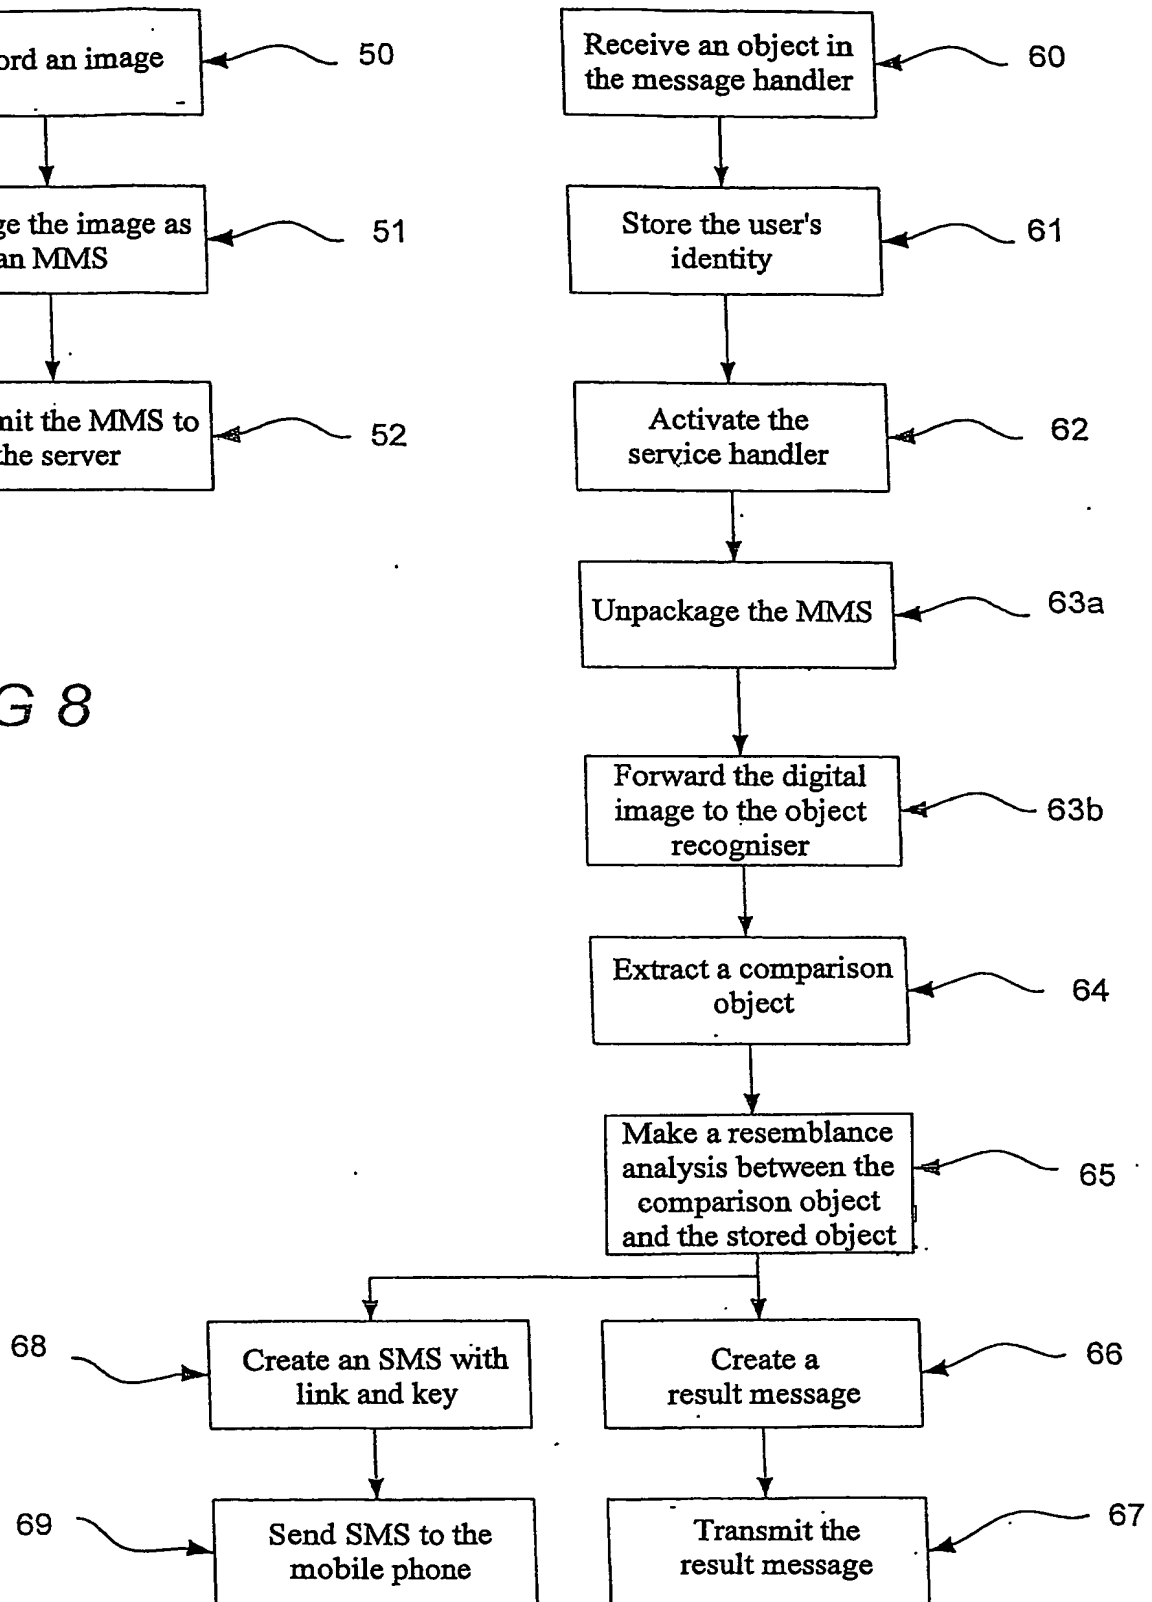 ord an image
50
ge the image as
an MMS
51
mit the MMS to
the server
52
G 8
Receive an object in
the message handler
60
Store the user's
identity
61
Activate the
service handler
62
Unpackage the MMS
63a
Forward the digital
image to the object
recogniser
63b
Extract a comparison
object
64
Make a resemblance
analysis between the
comparison object
and the stored object
65
68
Create an SMS with
link and key
Create a
result message
66
69
Send SMS to the
mobile phone
Transmit the
result message
67